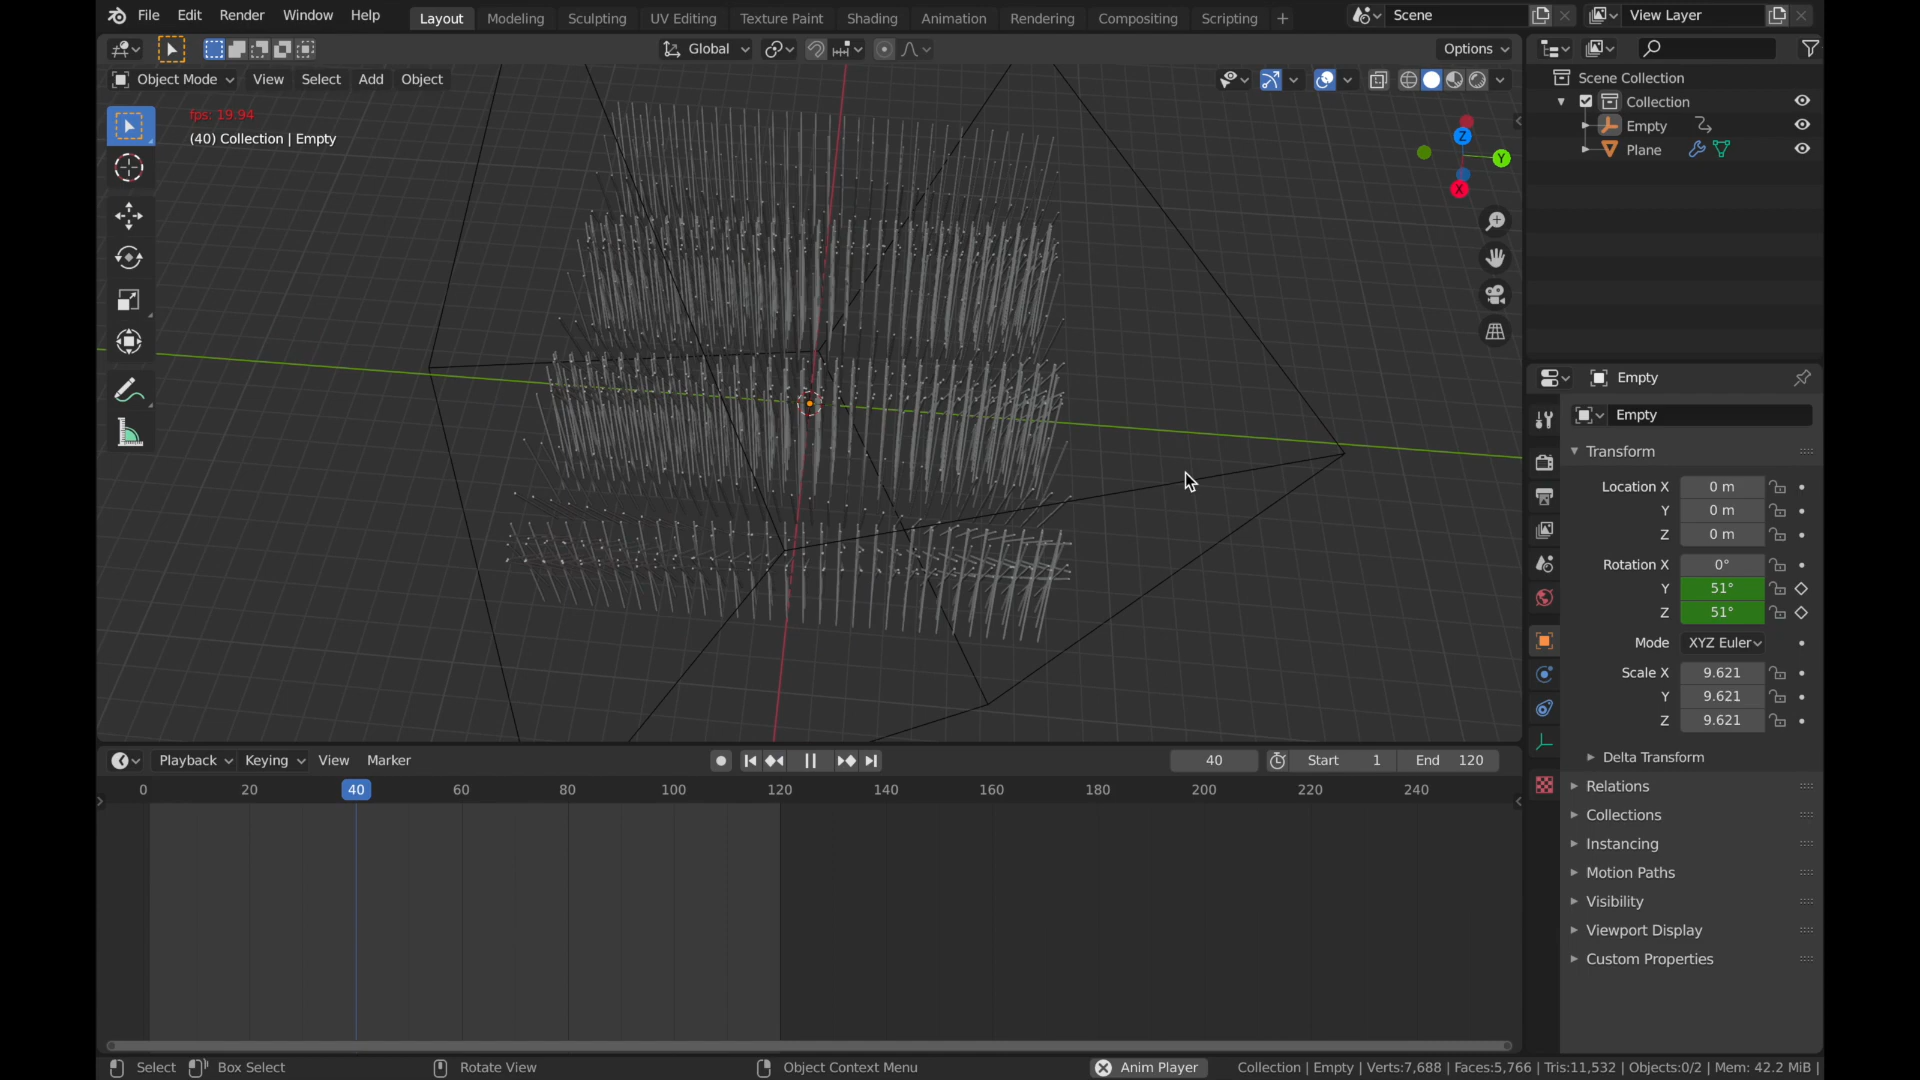 File Edit Render Window Help Layout Modeling Sculpting UV Editing Texture Paint Shading Animation Rendering Compositing Scripting + Scene View Layer
Global Options
Object Mode View Select Add Object
fps: 19.94
(40) Collection | Empty
Z
Y
X
Scene Collection
Collection
Empty
Plane
Empty
Empty
Transform
Location X 0 m
Y 0 m
Z 0 m
Rotation X 0°
Y 51°
Z 51°
Mode XYZ Euler
Scale X 9.621
Y 9.621
Z 9.621
Delta Transform
Relations
Collections
Instancing
Motion Paths
Visibility
Viewport Display
Custom Properties
Playback Keying View Marker 40 Start 1 End 120
0 20 40 60 80 100 120 140 160 180 200 220 240
Select Box Select Rotate View Object Context Menu Anim Player Collection | Empty | Verts:7,688 | Faces:5,766 | Tris:11,532 | Objects:0/2 | Mem: 42.2 MiB |